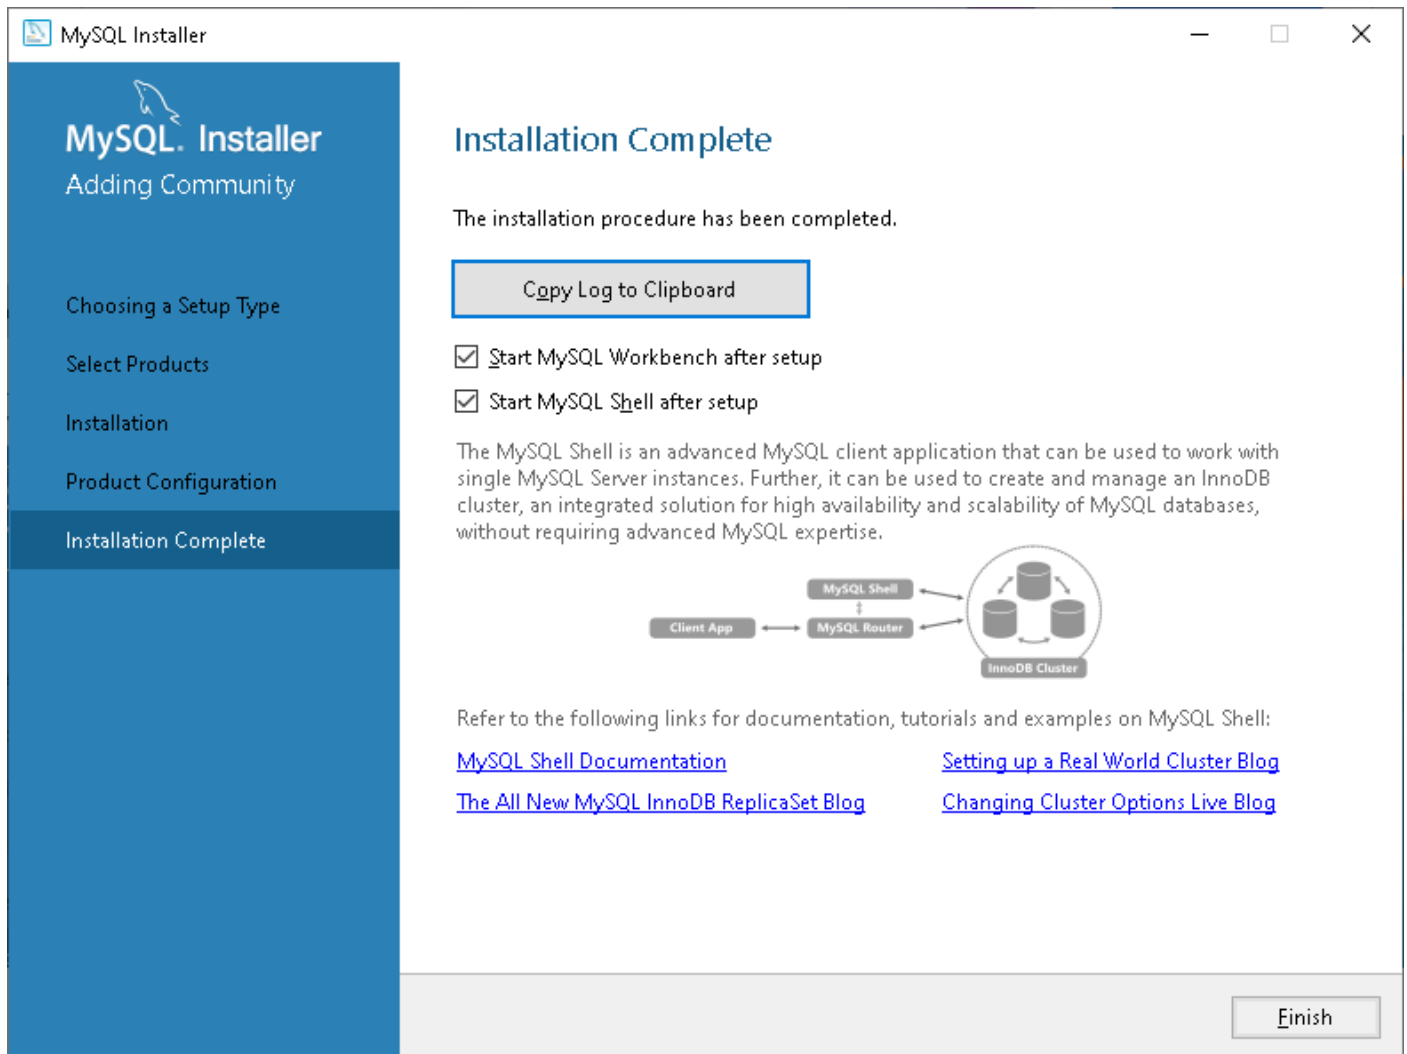 MySQL Installer
MySQL. Installer
Adding Community
Choosing a Setup Type
Select Products
Installation
Product Configuration
Installation Complete
Installation Complete
The installation procedure has been completed.
Copy Log to Clipboard
Start MySQL Workbench after setup
Start MySQL Shell after setup
The MySQL Shell is an advanced MySQL client application that can be used to work with
single MySQL Server instances. Further, it can be used to create and manage an InnoDB
cluster, an integrated solution for high availability and scalability of MySQL databases,
without requiring advanced MySQL expertise.
MySQL Shell
Client App
MySQL Router
InnoDB Cluster
Refer to the following links for documentation, tutorials and examples on MySQL Shell:
MySQL Shell Documentation
Setting up a Real World Cluster Blog
The All New MySQL InnoDB ReplicaSet Blog
Changing Cluster Options Live Blog
Finish